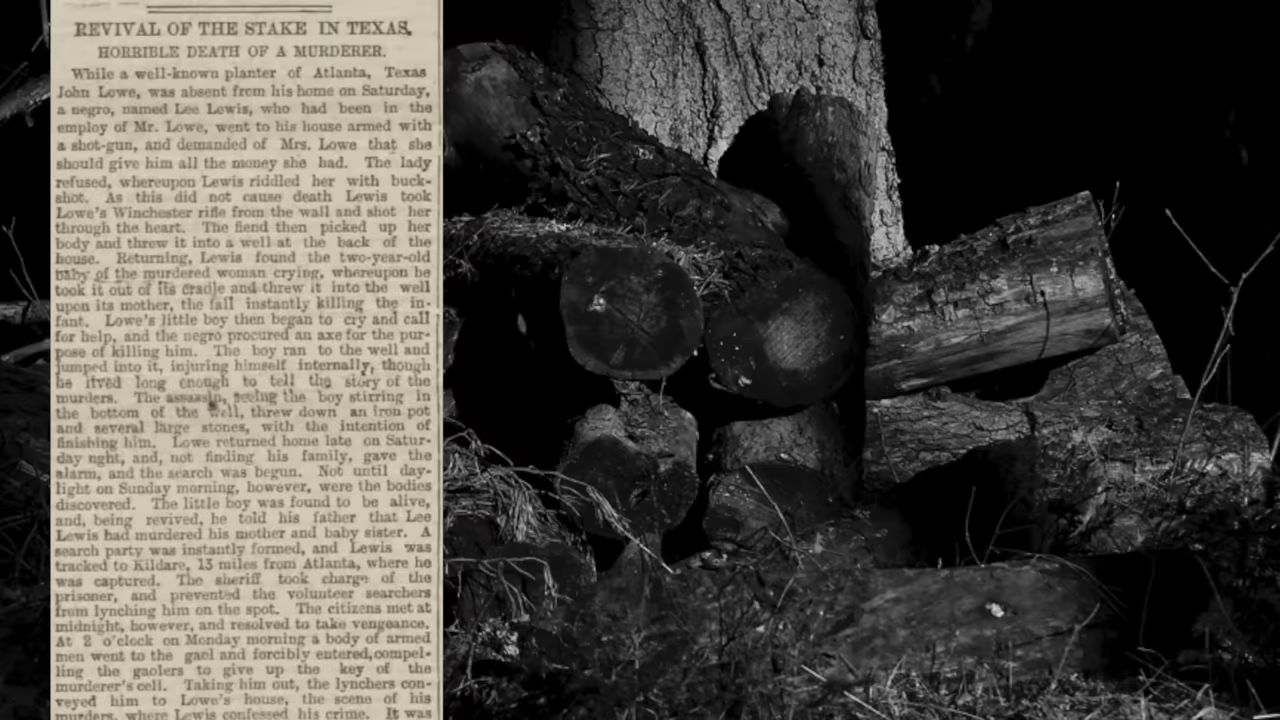 REVIVAL OF THE STAKE IN TEXAS.
HORRIBLE DEATH OF A MURDERER.
While a well-known planter of Atlanta, Texas
John Lowe, was absent from his home on Saturday,
a negro, named Lee Lewis, who had been in the
employ of Mr. Lowe, went to his house armed with
a shot-gun, and demanded of Mrs. Lowe that she
should give him all the money she had. The lady
refused, whereupon Lewis riddled her with buck-
shot. As this did not cause death Lewis took
Lowe's Winchester rifle from the wall and shot her
through the heart. The fiend then picked up her
body and threw it into a well at the back of the
house. Returning, Lewis found the two-year-old
baby of the murdered woman crying, whereupon he
took it out of its cradle and threw it into the well
upon its mother, the fall instantly killing the in-
fant. Lowe's little boy then began to cry and call
for help, and the negro procured an axe for the pur-
pose of killing him. The boy ran to the well and
jumped into it, injuring himself internally, though
he lived long enough to tell the story of the
murders. The assassin, seeing the boy stirring in
the bottom of the well, threw down an iron pot
and several large stones, with the intention of
finishing him. Lowe returned home late on Satur-
day nght, and, not finding his family, gave the
alarm, and the search was begun. Not until day-
light on Sunday morning, however, were the bodies
discovered. The little boy was found to be alive,
and, being revived, he told his father that Lee
Lewis had murdered his mother and baby sister. A
search party was instantly formed, and Lewis was
tracked to Kildare, 13 miles from Atlanta, where he
was captured. The sheriff took charge of the
prisoner, and prevented the volunteer searchers
from lynching him on the spot. The citizens met at
midnight, however, and resolved to take vengeance.
At 2 o'clock on Monday morning a body of armed
men went to the gaol and forcibly entered, compel-
ling the gaolers to give up the key of the
murderer's cell. Taking him out, the lynchers con-
veyed him to Lowe's house, the scene of his
murders, where Lewis confessed his crime. It was